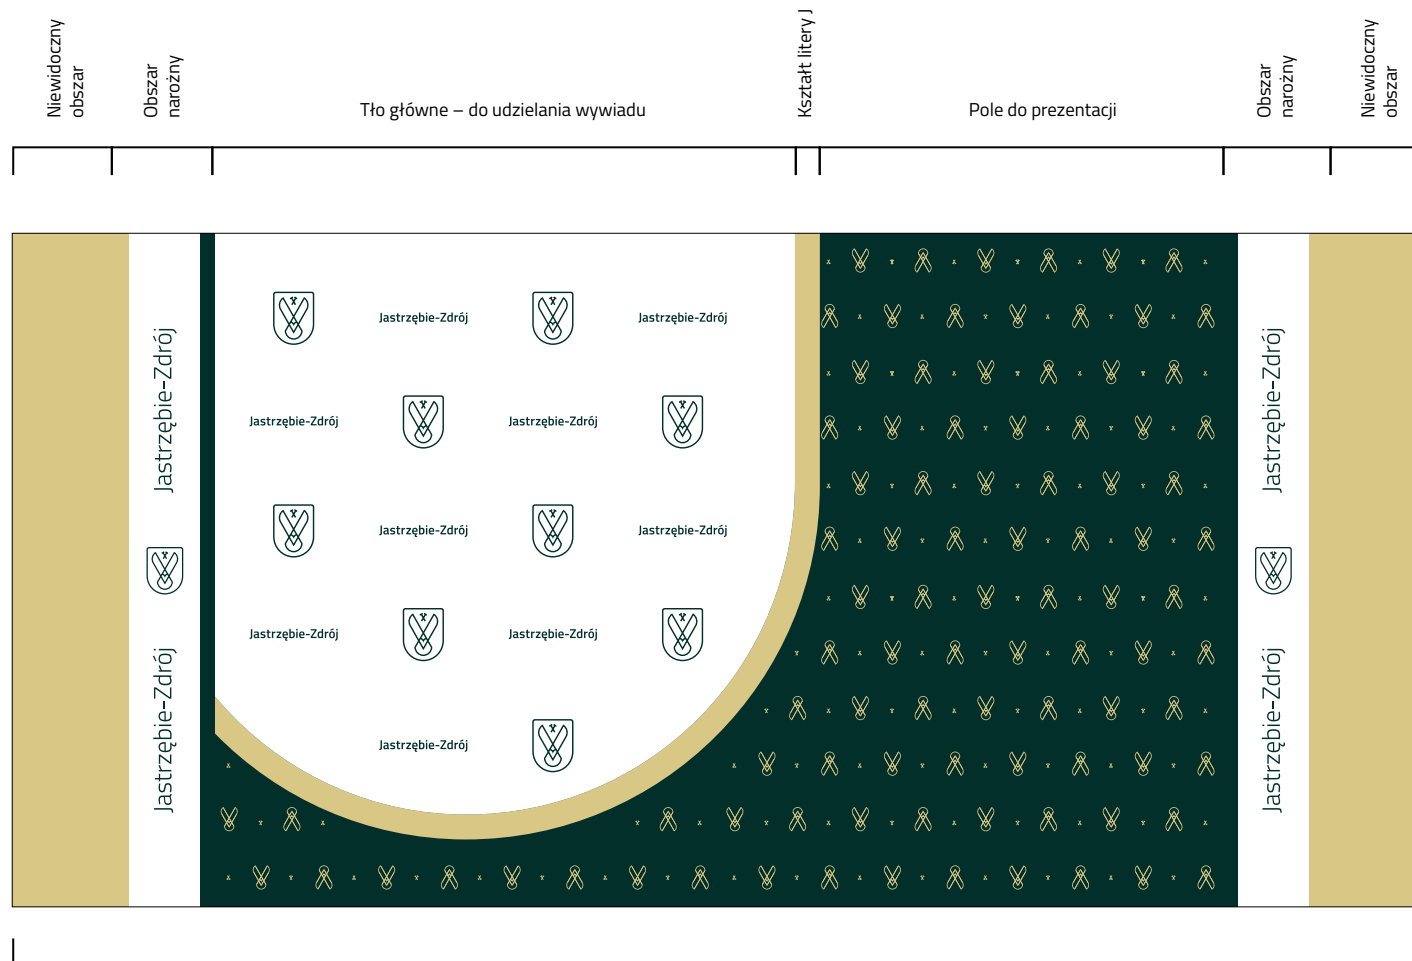 Niewidoczny
obszar
Obszar
narożny
Tło główne – do udzielania wywiadu
Kształt litery J
Pole do prezentacji
Obszar
narożny
Niewidoczny
obszar
Jastrzębie-Zdrój
Jastrzębie-Zdrój
Jastrzębie-Zdrój Jastrzębie-Zdrój
Jastrzębie-Zdrój Jastrzębie-Zdrój
Jastrzębie-Zdrój Jastrzębie-Zdrój
Jastrzębie-Zdrój Jastrzębie-Zdrój
Jastrzębie-Zdrój
Jastrzębie-Zdrój
Jastrzębie-Zdrój